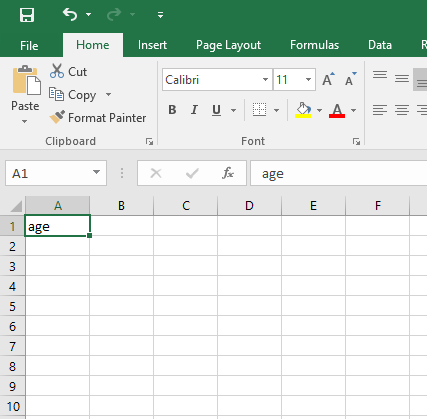 File Home Insert Page Layout Formulas Data R
Cut
Copy
Format Painter
Paste
Clipboard
Calibri 11 A A
B I U A
Font
A1 fx age
A B C D E F
1 age
2
3
4
5
6
7
8
9
10